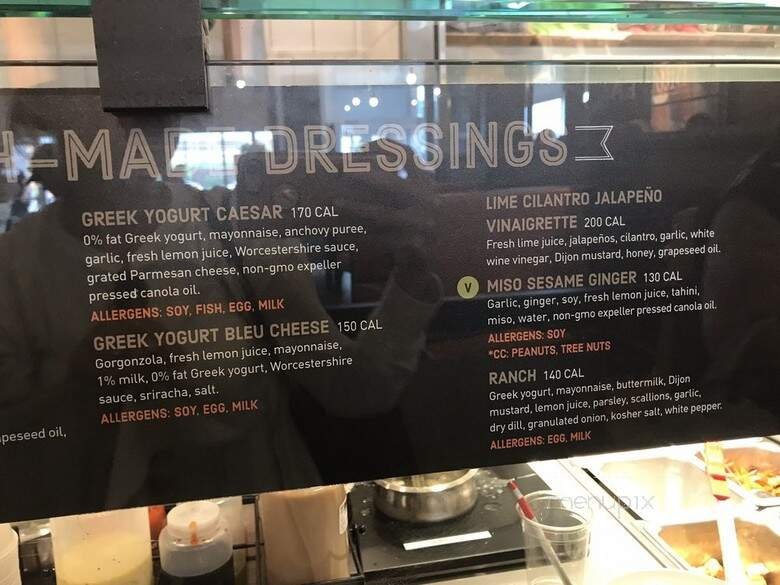 DRESSINGS
GREEK YOGURT CAESAR 170 CAL
0% fat Greek yogurt, mayonnaise, anchovy puree,
garlic, fresh lemon juice, Worcestershire sauce,
grated Parmesan cheese, non-gmo expeller
pressed canola oil.
ALLERGENS: SOY, FISH, EGG, MILK
GREEK YOGURT BLEU CHEESE 150 CAL
Gorgonzola, fresh lemon juice, mayonnaise,
1% milk, 0% fat Greek yogurt, Worcestershire
sauce, sriracha, salt.
ALLERGENS: SOY, EGG, MILK
oil,
LIME CILANTRO JALAPEÑO
VINAIGRETTE 200 CAL
Fresh lime juice, jalapeños, cilantro, garlic, white
wine vinegar, Dijon mustard, honey, grapeseed oil.
V MISO SESAME GINGER 130 CAL
Garlic, ginger, soy, fresh lemon juice, tahini,
miso, water, non-gmo expeller pressed canola oil.
ALLERGENS: SOY
*CC: PEANUTS, TREE NUTS
RANCH 140 CAL
Greek yogurt, mayonnaise, buttermilk, Dijon
mustard, lemon juice, parsley, scallions, garlic,
dry dill, granulated onion, kosher salt, white pepper.
ALLERGENS: EGG, MILK
menupix